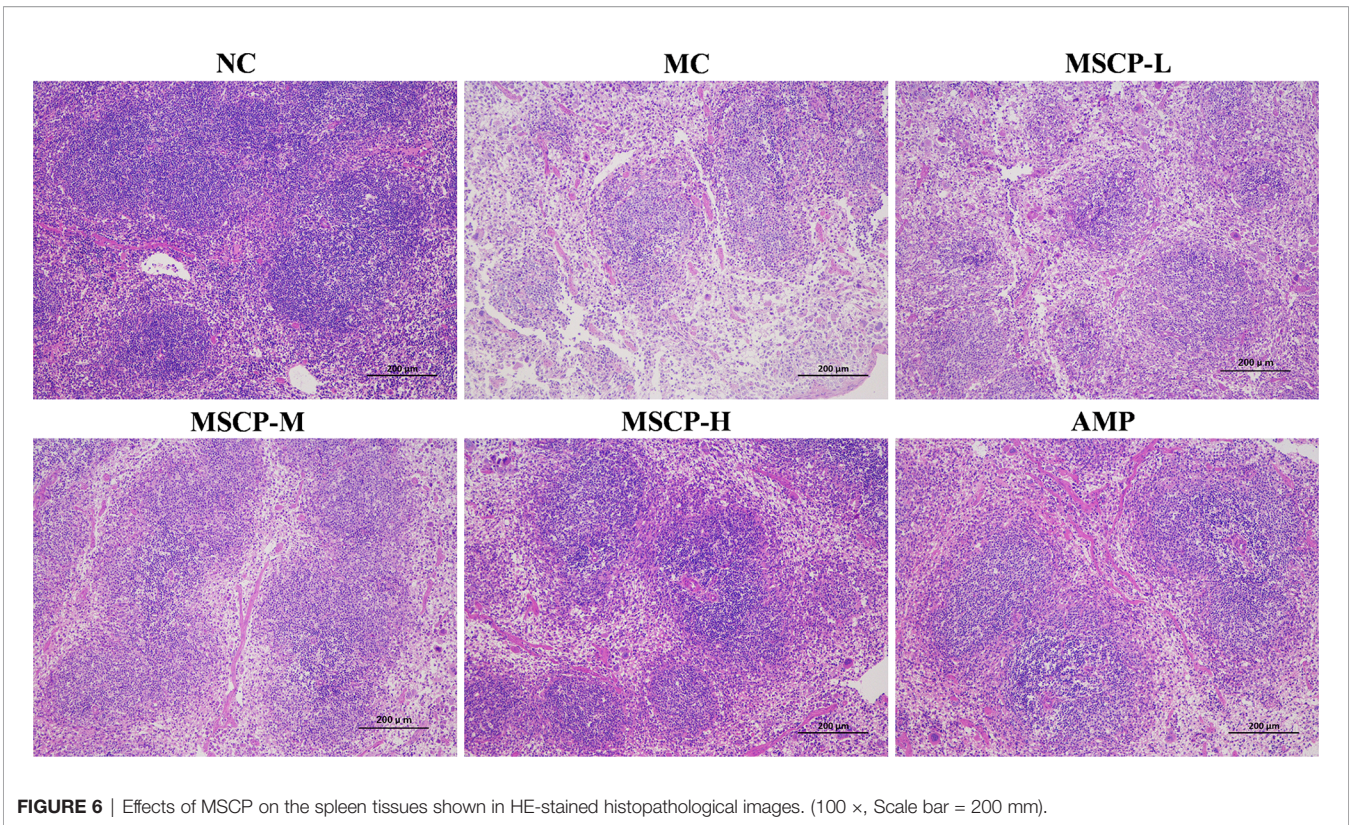 NC MC MSCP-L
200 µm 200 µm 200 µm
MSCP-M MSCP-H AMP
200 µm 200 µm 200 µm
FIGURE 6 | Effects of MSCP on the spleen tissues shown in HE-stained histopathological images. (100 ×, Scale bar = 200 mm).